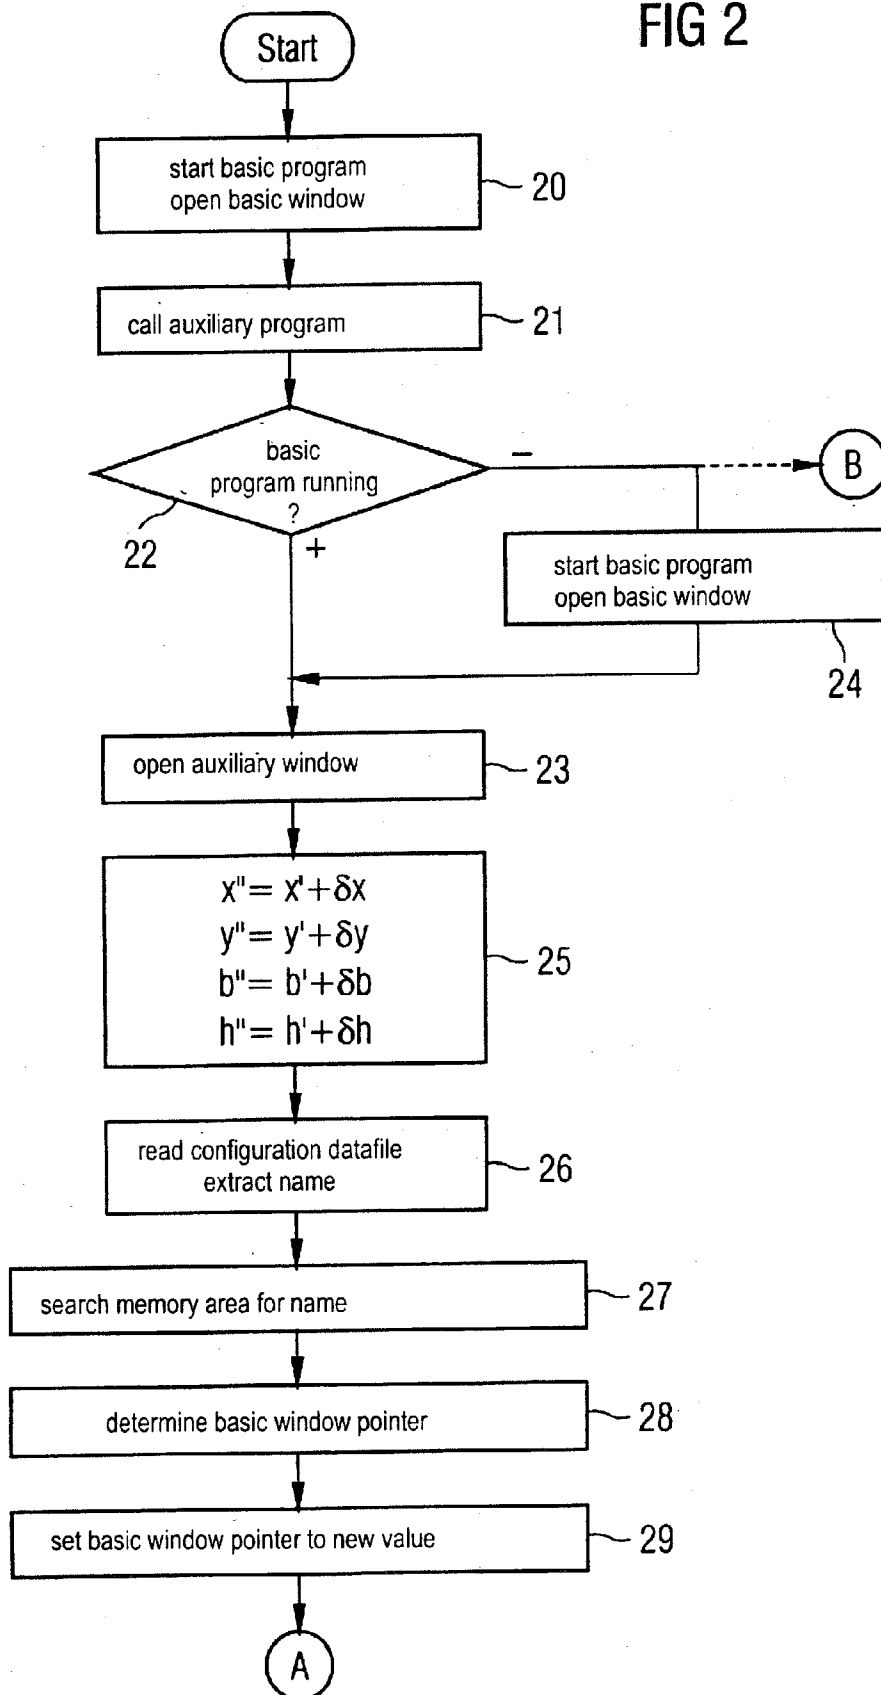 FIG 2
Start
start basic program
open basic window
20
call auxiliary program
21
basic
program running
?
22
−
+
B
start basic program
open basic window
24
open auxiliary window
23
x"= x'+δx
y"= y'+δy
b"= b'+δb
h"= h'+δh
25
read configuration datafile
extract name
26
search memory area for name
27
determine basic window pointer
28
set basic window pointer to new value
29
A